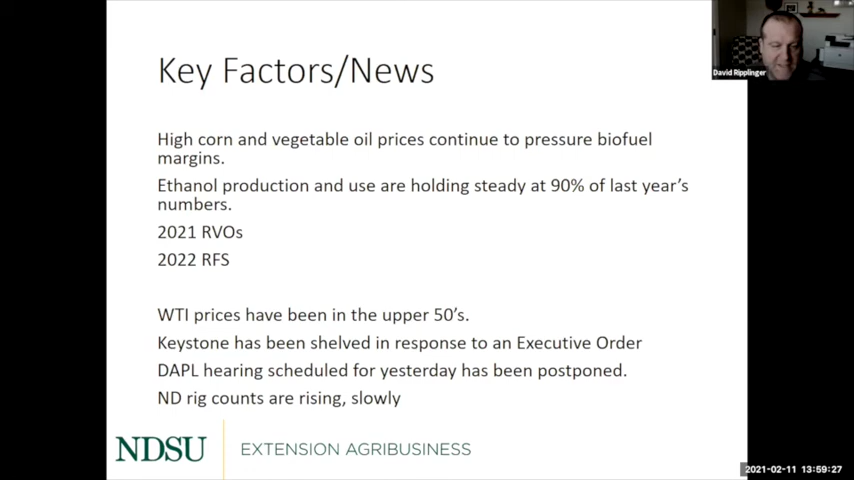 Key Factors/News
David Ripplinger
High corn and vegetable oil prices continue to pressure biofuel
margins.
Ethanol production and use are holding steady at 90% of last year's
numbers.
2021 RVOs
2022 RFS
WTI prices have been in the upper 50's.
Keystone has been shelved in response to an Executive Order
DAPL hearing scheduled for yesterday has been postponed.
ND rig counts are rising, slowly
NDSU EXTENSION AGRIBUSINESS
2021-02-11 13:59:27